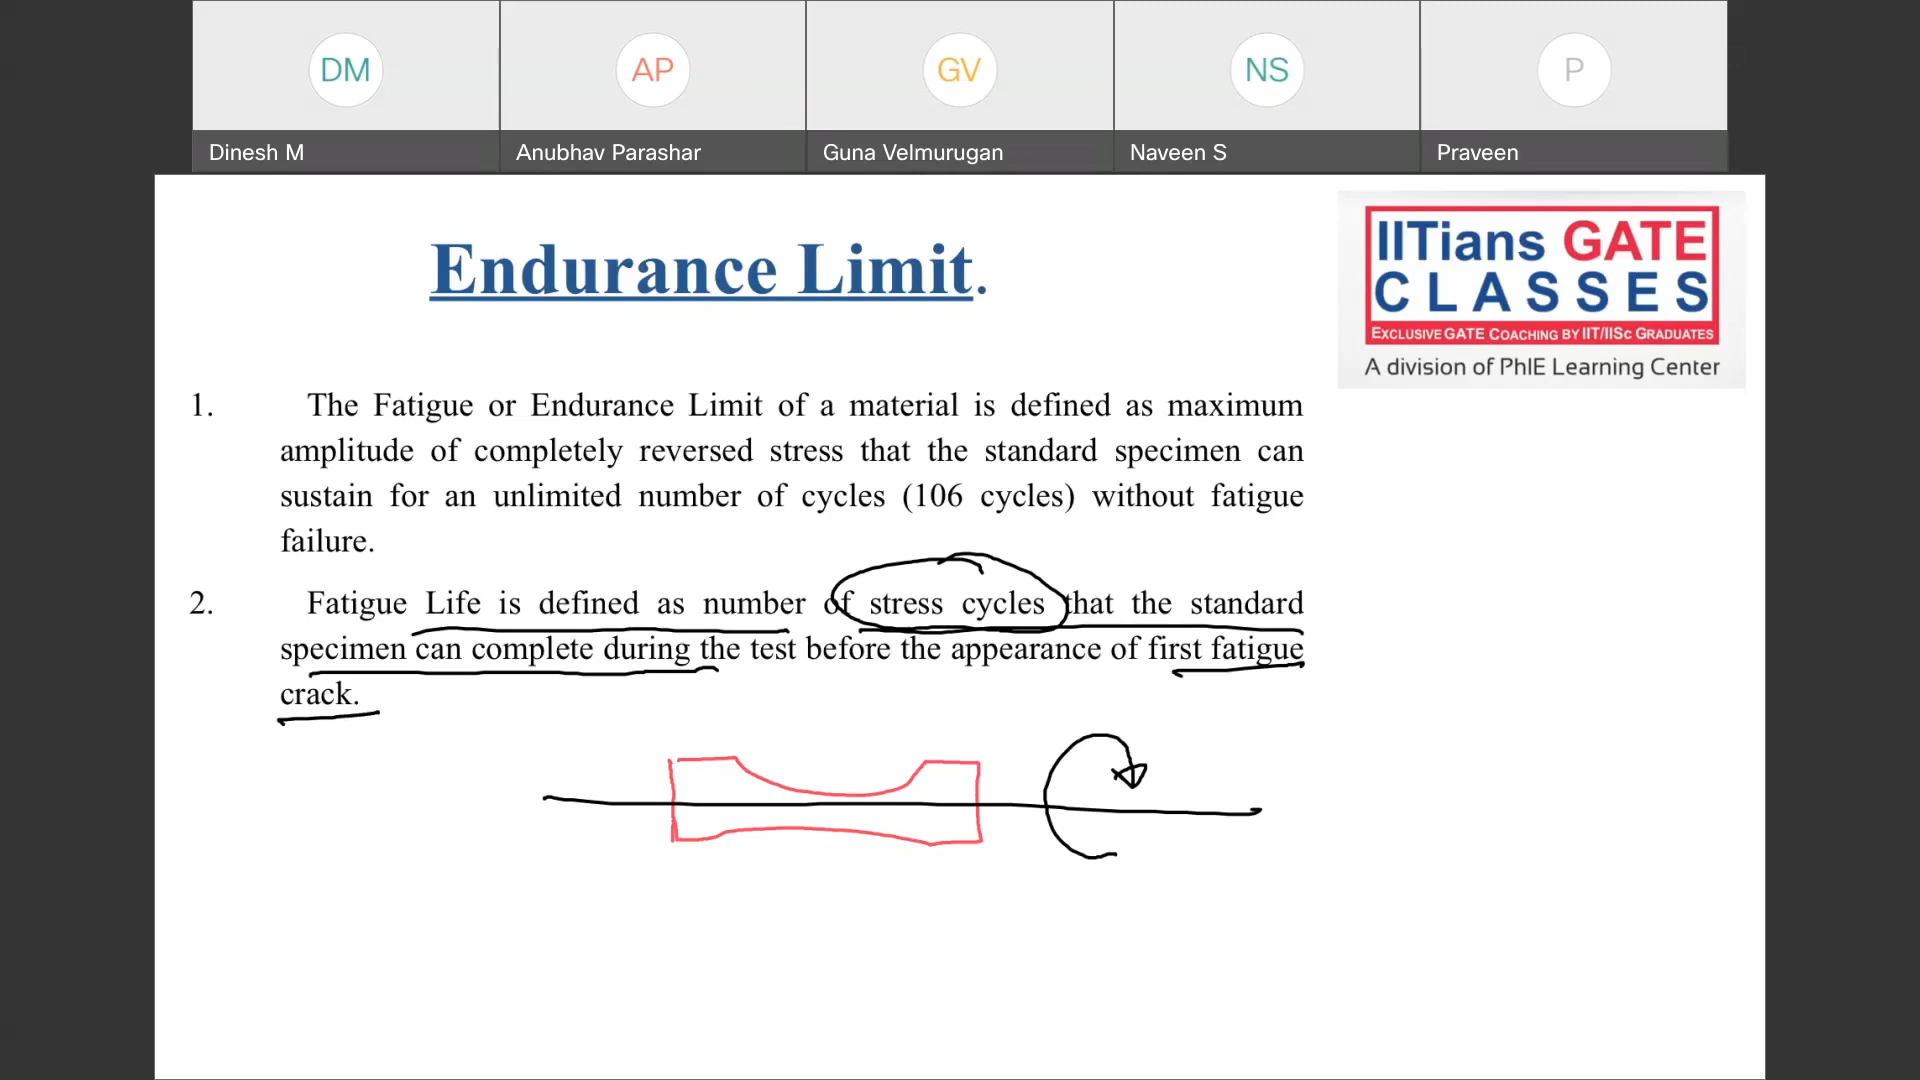 DM
AP
GV
NS
P
Dinesh M
Anubhav Parashar
Guna Velmurugan
Naveen S
Praveen
IITians GATE
CLASSES
EXCLUSIVE GATE COACHING BY IIT/IISc GRADUATES
A division of PhIE Learning Center
Endurance Limit.
1. The Fatigue or Endurance Limit of a material is defined as maximum
amplitude of completely reversed stress that the standard specimen can
sustain for an unlimited number of cycles (106 cycles) without fatigue
failure.
2. Fatigue Life is defined as number of stress cycles that the standard
specimen can complete during the test before the appearance of first fatigue
crack.